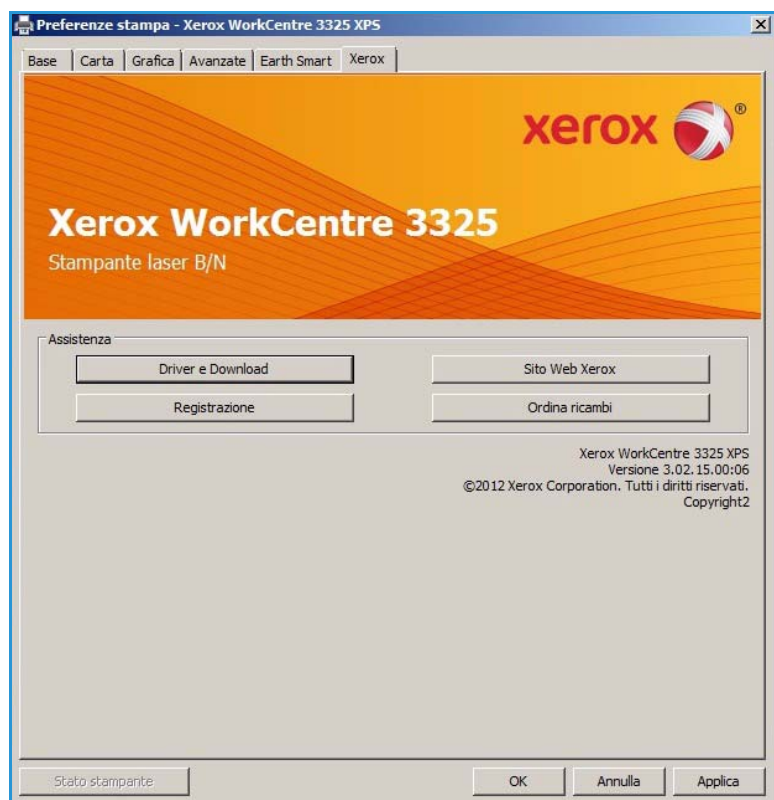 Preferenze stampa - Xerox WorkCentre 3325 XPS
Base Carta Grafica Avanzate Earth Smart Xerox
xerox ®
Xerox WorkCentre 3325
Stampante laser B/N
Assistenza
Driver e Download Sito Web Xerox
Registrazione Ordina ricambi
Xerox WorkCentre 3325 XPS
Versione 3.02.15.00:06
©2012 Xerox Corporation. Tutti i diritti riservati.
Copyright2
Stato stampante OK Annulla Applica